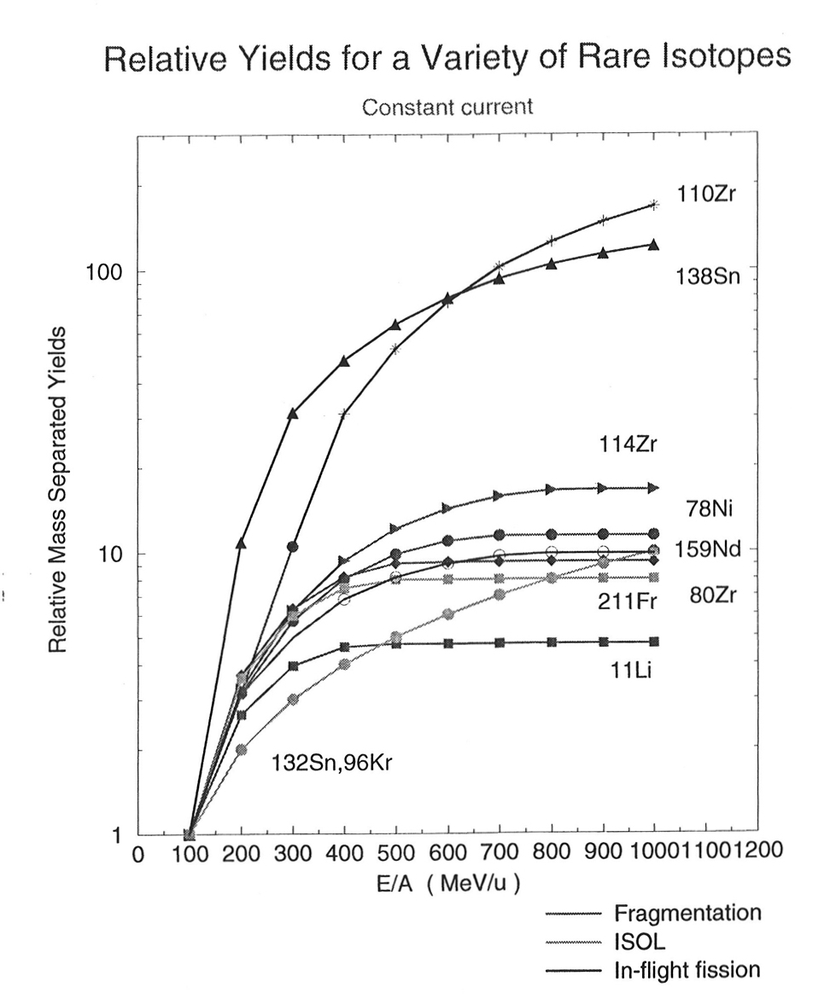 Relative Yields for a Variety of Rare Isotopes
Constant current
Relative Mass Separated Yields
100
10
1
110Zr
138Sn
114Zr
78Ni
159Nd
80Zr
211Fr
11Li
132Sn,96Kr
0 100 200 300 400 500 600 700 800 900 1000 1100 1200
E/A ( MeV/u )
Fragmentation
ISOL
In-flight fission